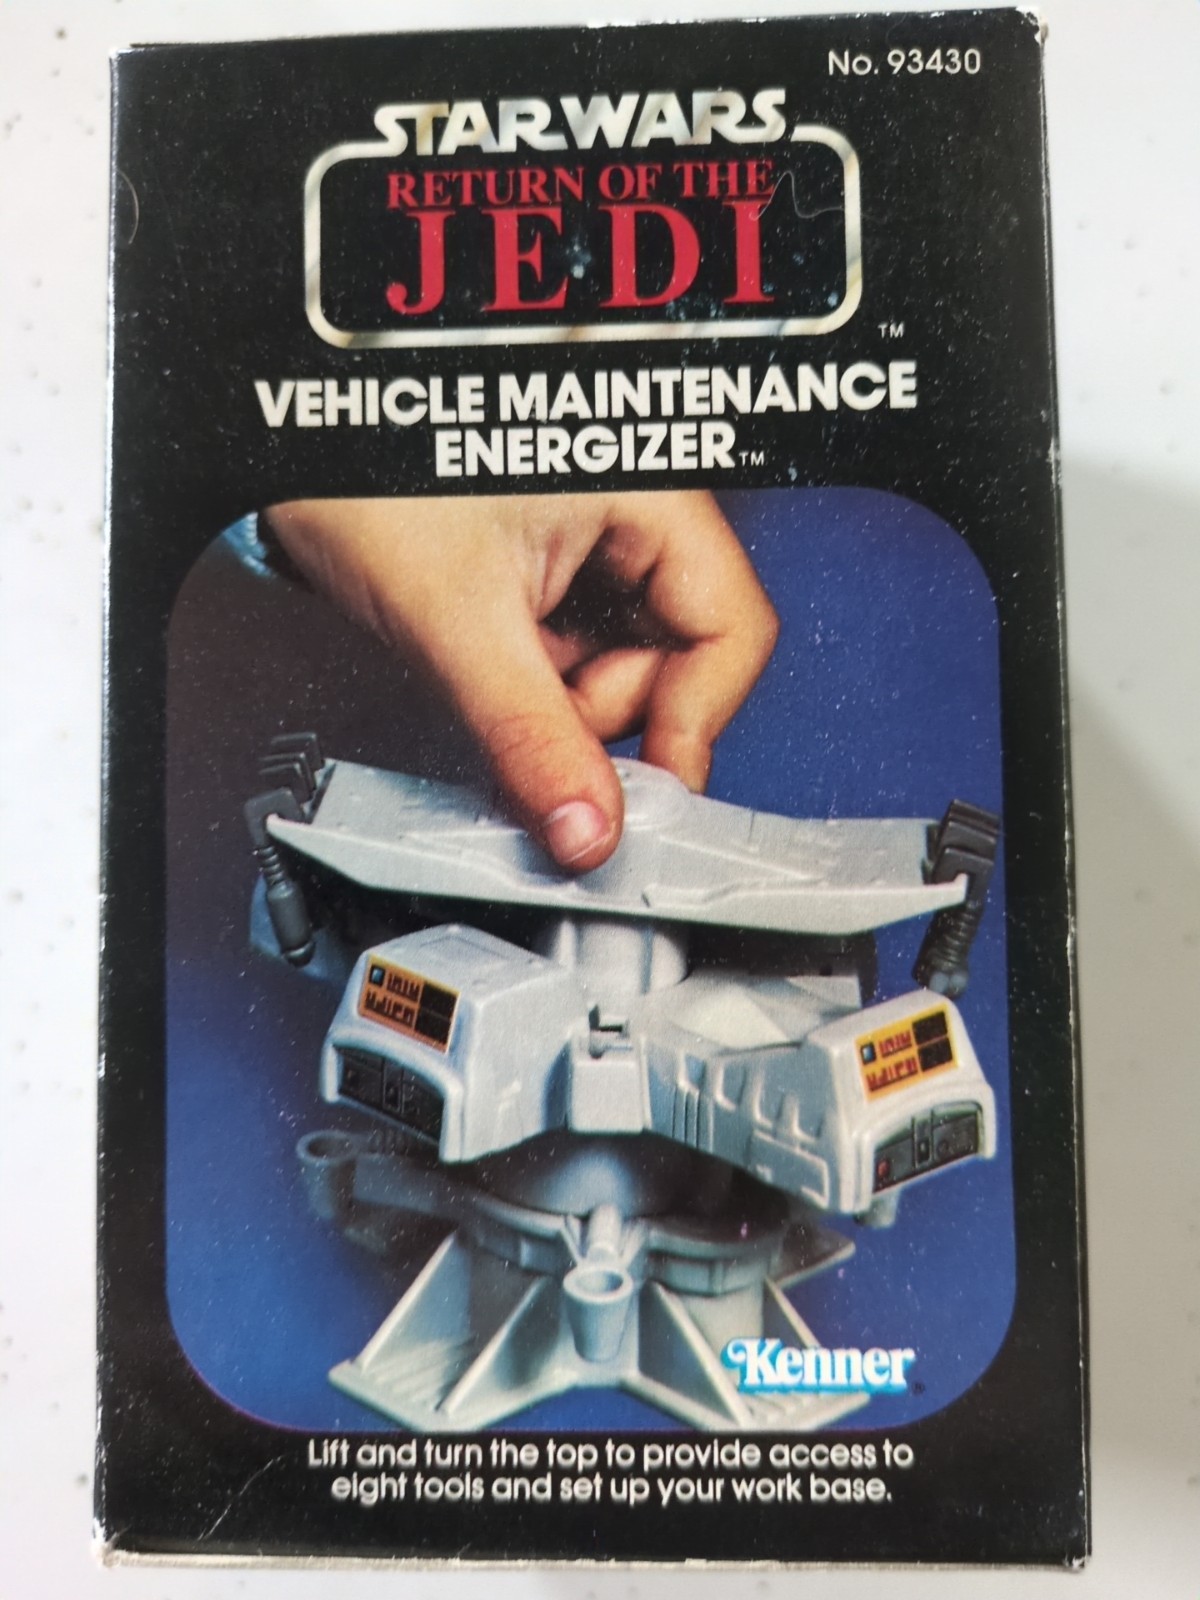 No. 93430
STAR WARS
RETURN OF THE
JEDI
TM
VEHICLE MAINTENANCE
ENERGIZER TM
Kenner®
Lift and turn the top to provide access to
eight tools and set up your work base.